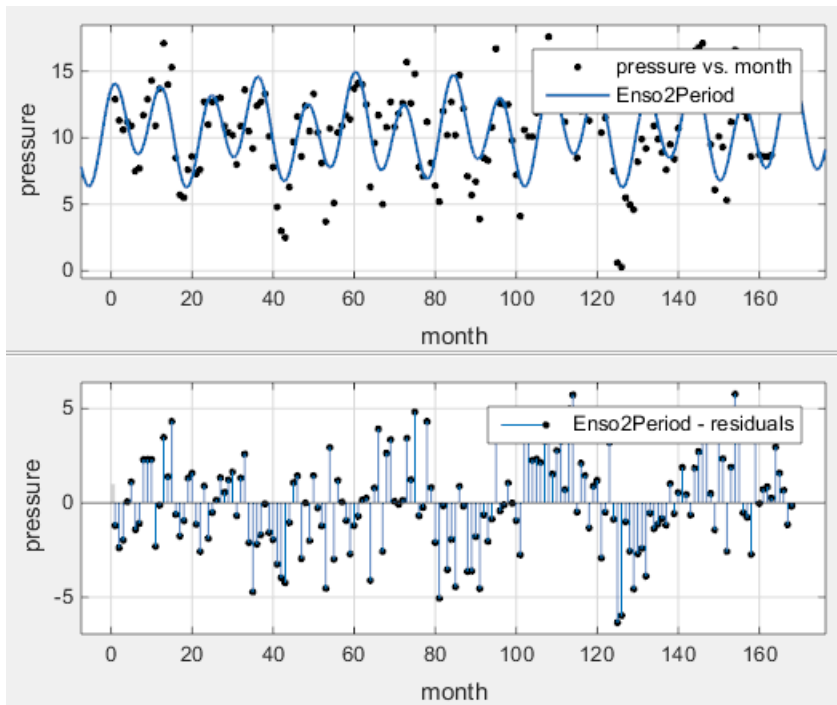 15
10
5
0
pressure
pressure vs. month
Enso2Period
0 20 40 60 80 100 120 140 160
month
5
0
-5
pressure
Enso2Period - residuals
0 20 40 60 80 100 120 140 160
month